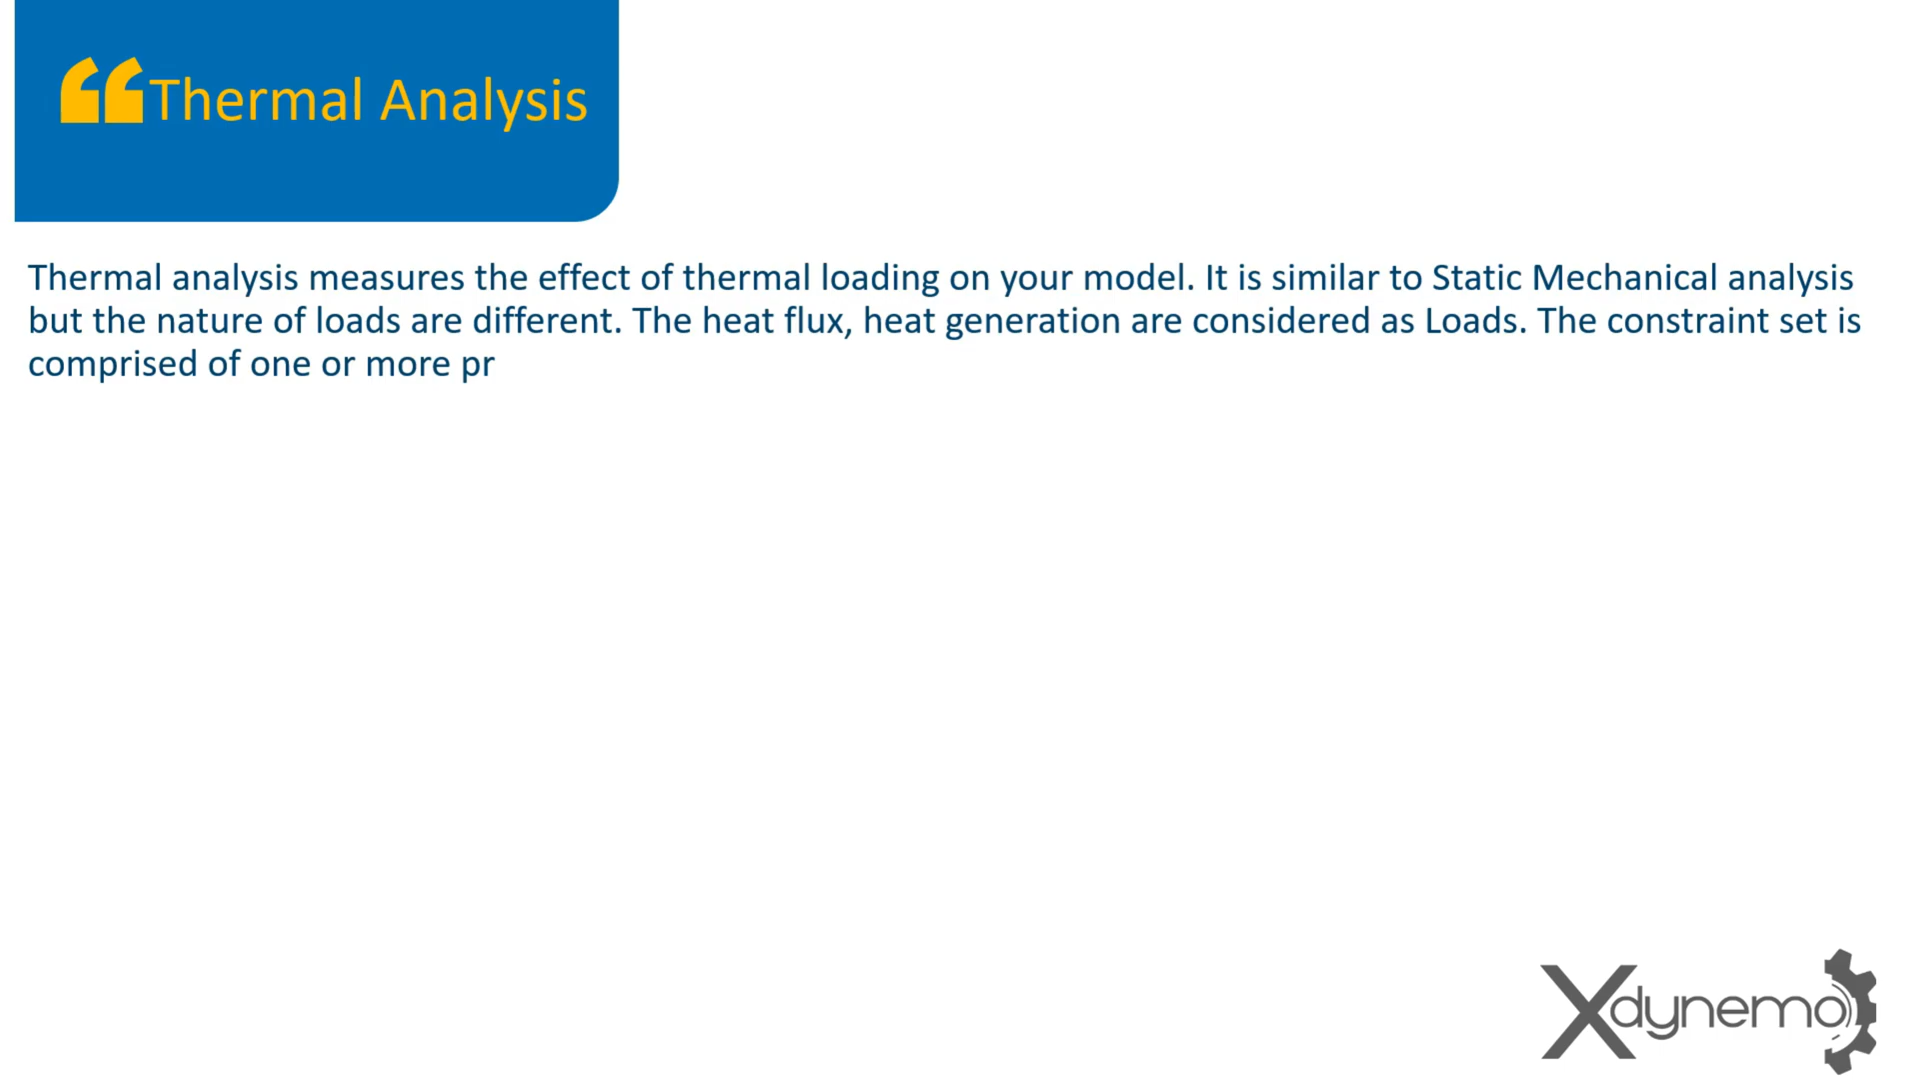 “Thermal Analysis
Thermal analysis measures the effect of thermal loading on your model. It is similar to Static Mechanical analysis
but the nature of loads are different. The heat flux, heat generation are considered as Loads. The constraint set is
comprised of one or more pr
Xdynemo